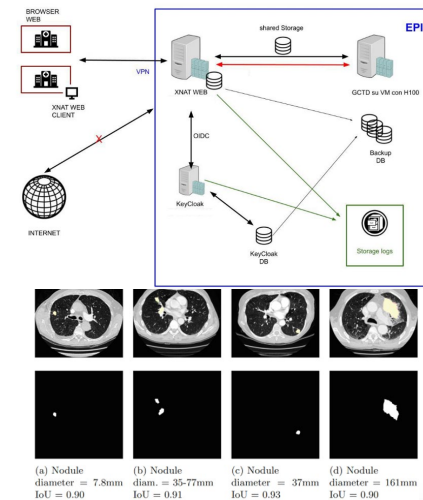 BROWSER
WEB
EPI
shared Storage
VPN
XNAT WEB
CLIENT
XNAT WEB
GCTD su VM con H100
X
OIDC
Backup
DB
KeyCloak
INTERNET
KeyCloak
DB
Storage logs
(a) Nodule
diameter = 7.8mm
IoU = 0.90
(b) Nodule
diam. = 35-77mm
IoU = 0.91
(c) Nodule
diameter = 37mm
IoU = 0.93
(d) Nodule
diameter = 161mm
IoU = 0.90